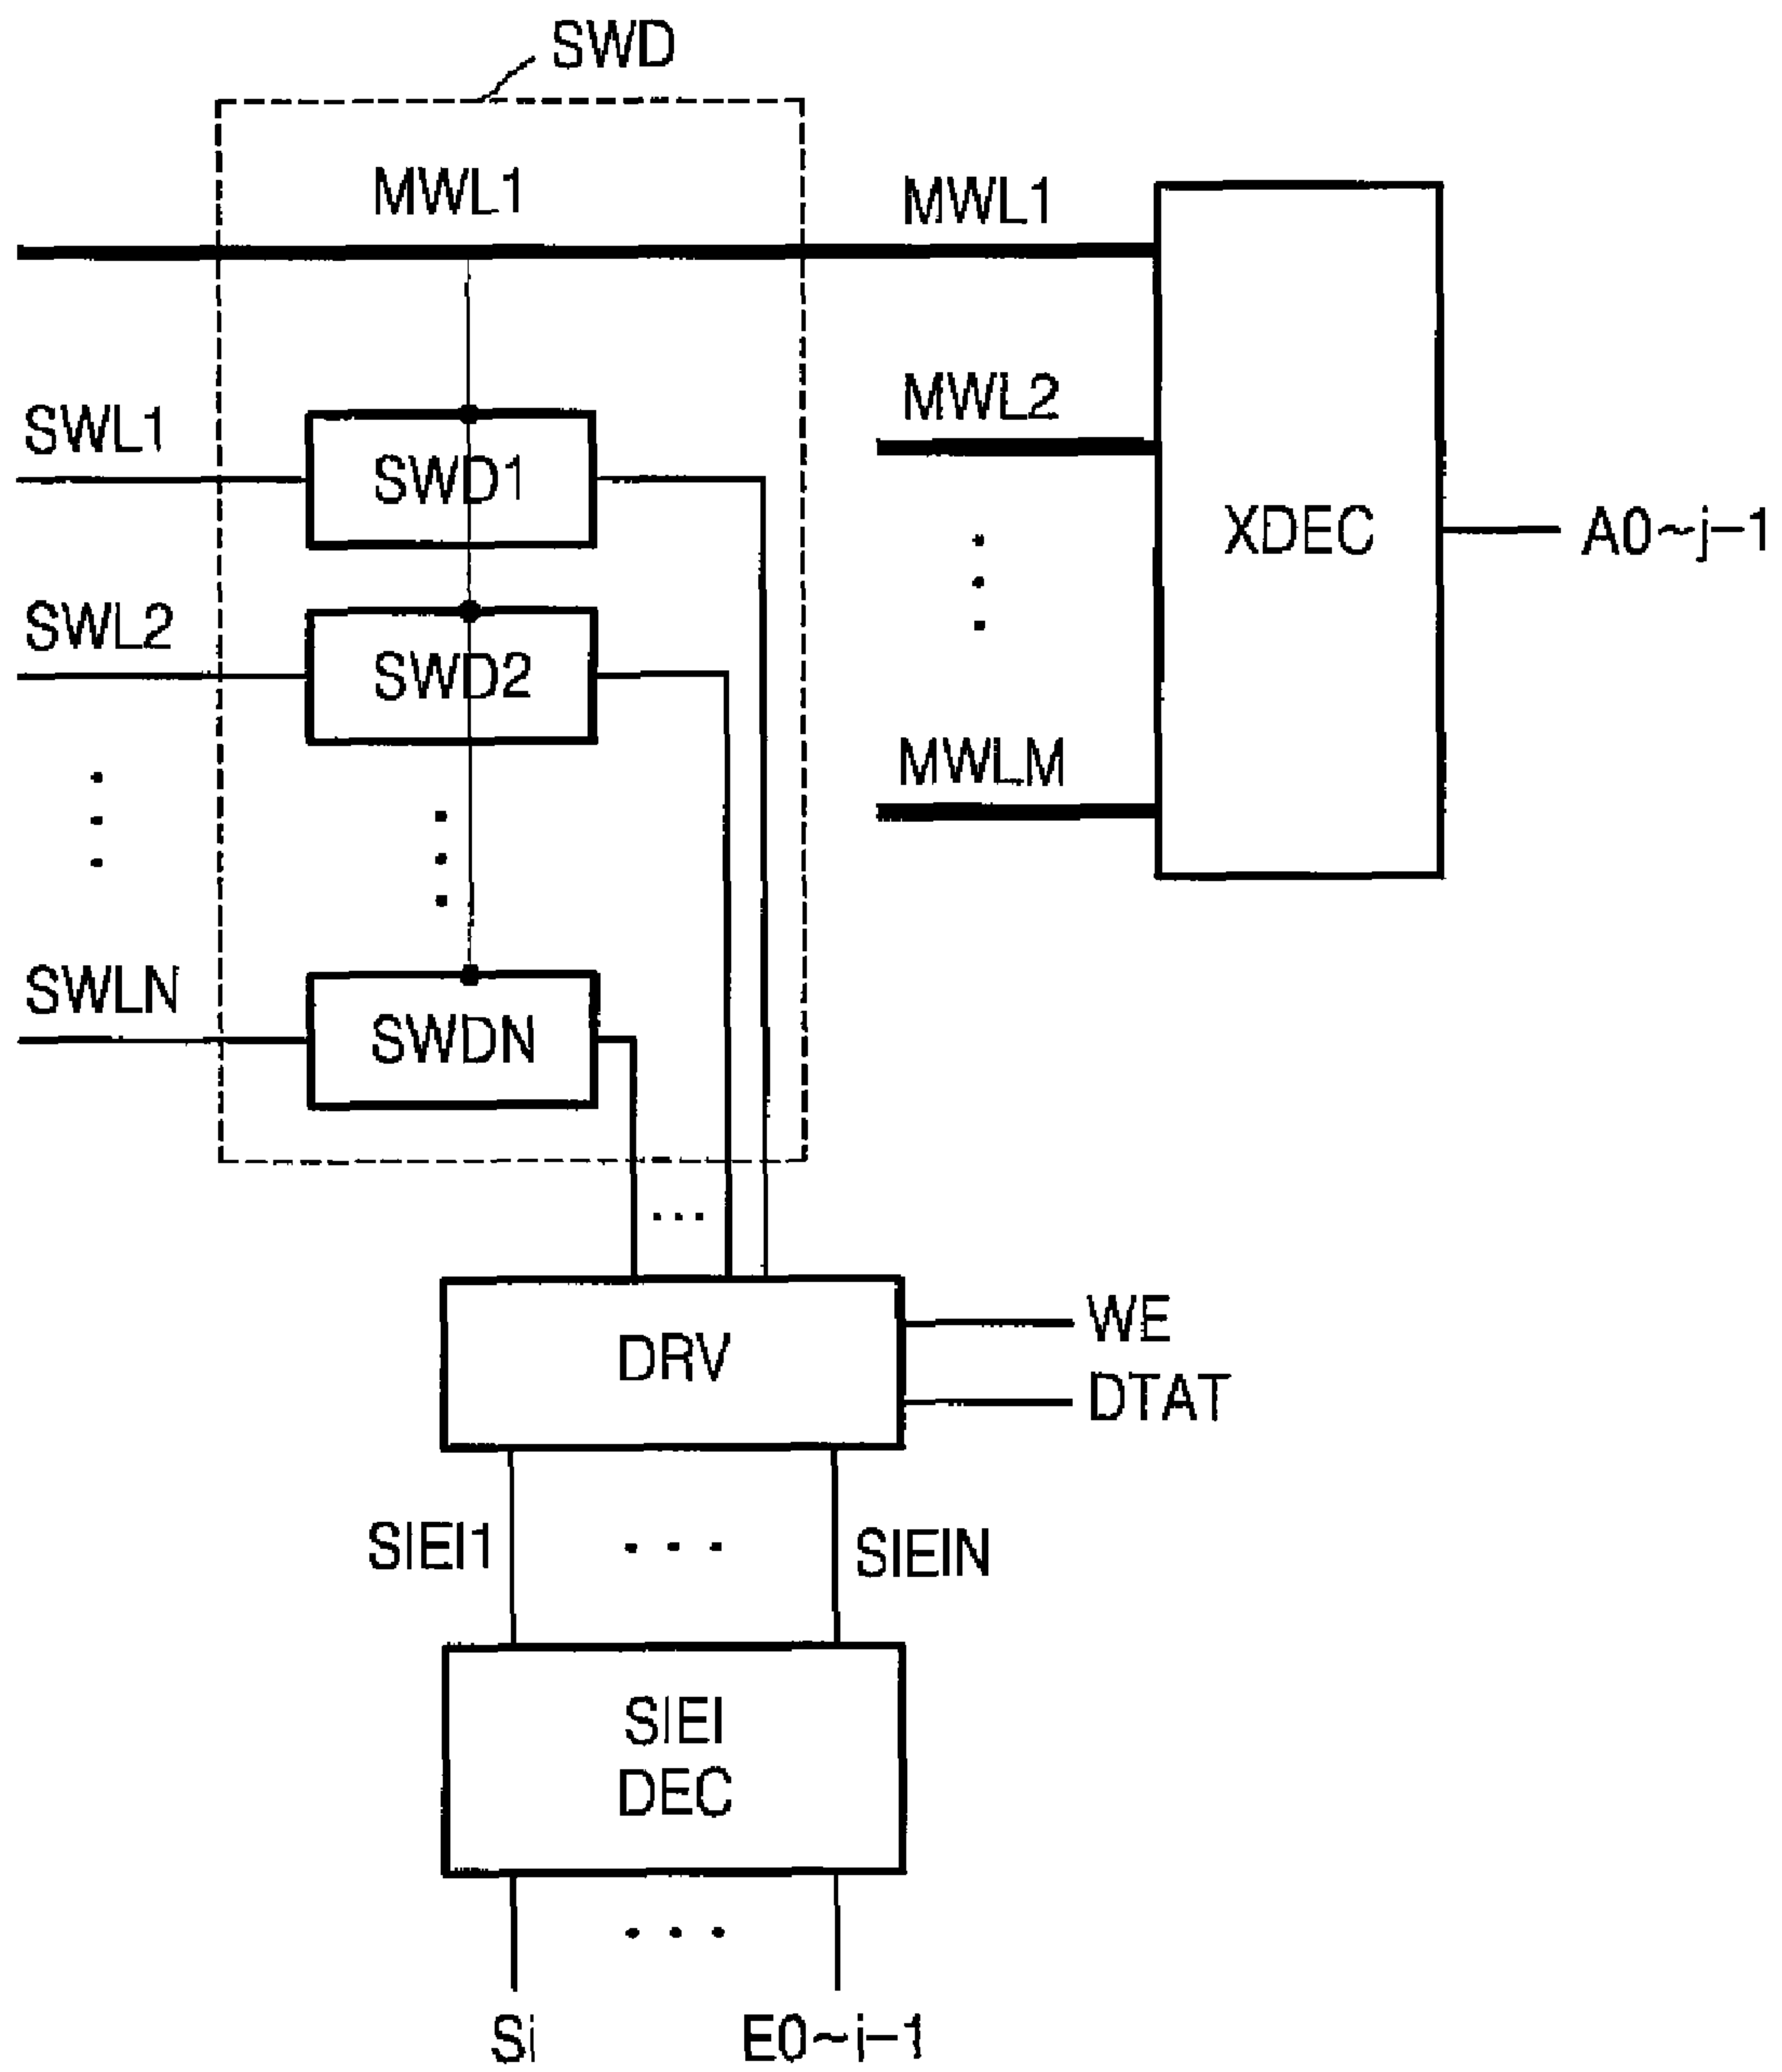 SWD
MWL1
MWL1
SWL1
SWD1
MWL2
XDEC
A0~j-1
SWL2
SWD2
MWLM
SWLN
SWDN
DRV
WE
DTAT
SIEI1
SIEIN
SIEI
DEC
Si
E0~i-1